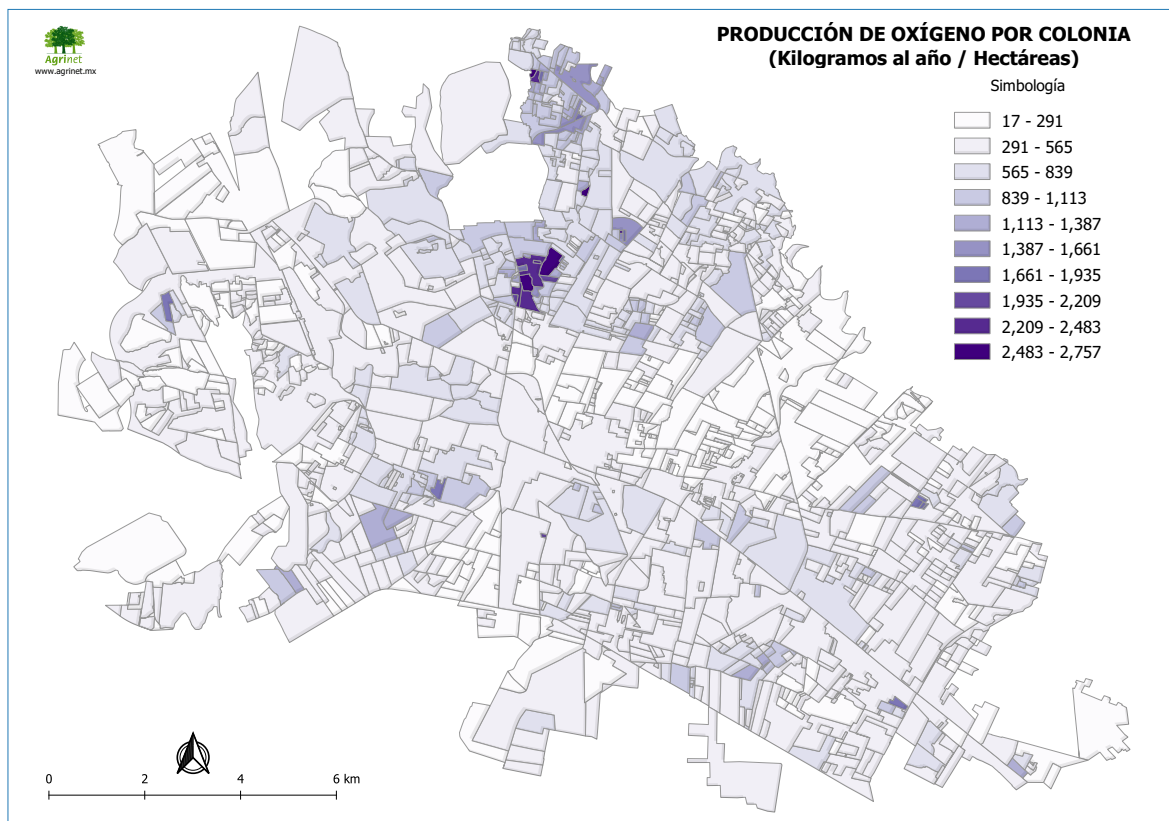 Agrinet
www.agrinet.mx
PRODUCCIÓN DE OXÍGENO POR COLONIA
(Kilogramos al año / Hectáreas)
Simbología
17 - 291
291 - 565
565 - 839
839 - 1,113
1,113 - 1,387
1,387 - 1,661
1,661 - 1,935
1,935 - 2,209
2,209 - 2,483
2,483 - 2,757
0 2 4 6 km